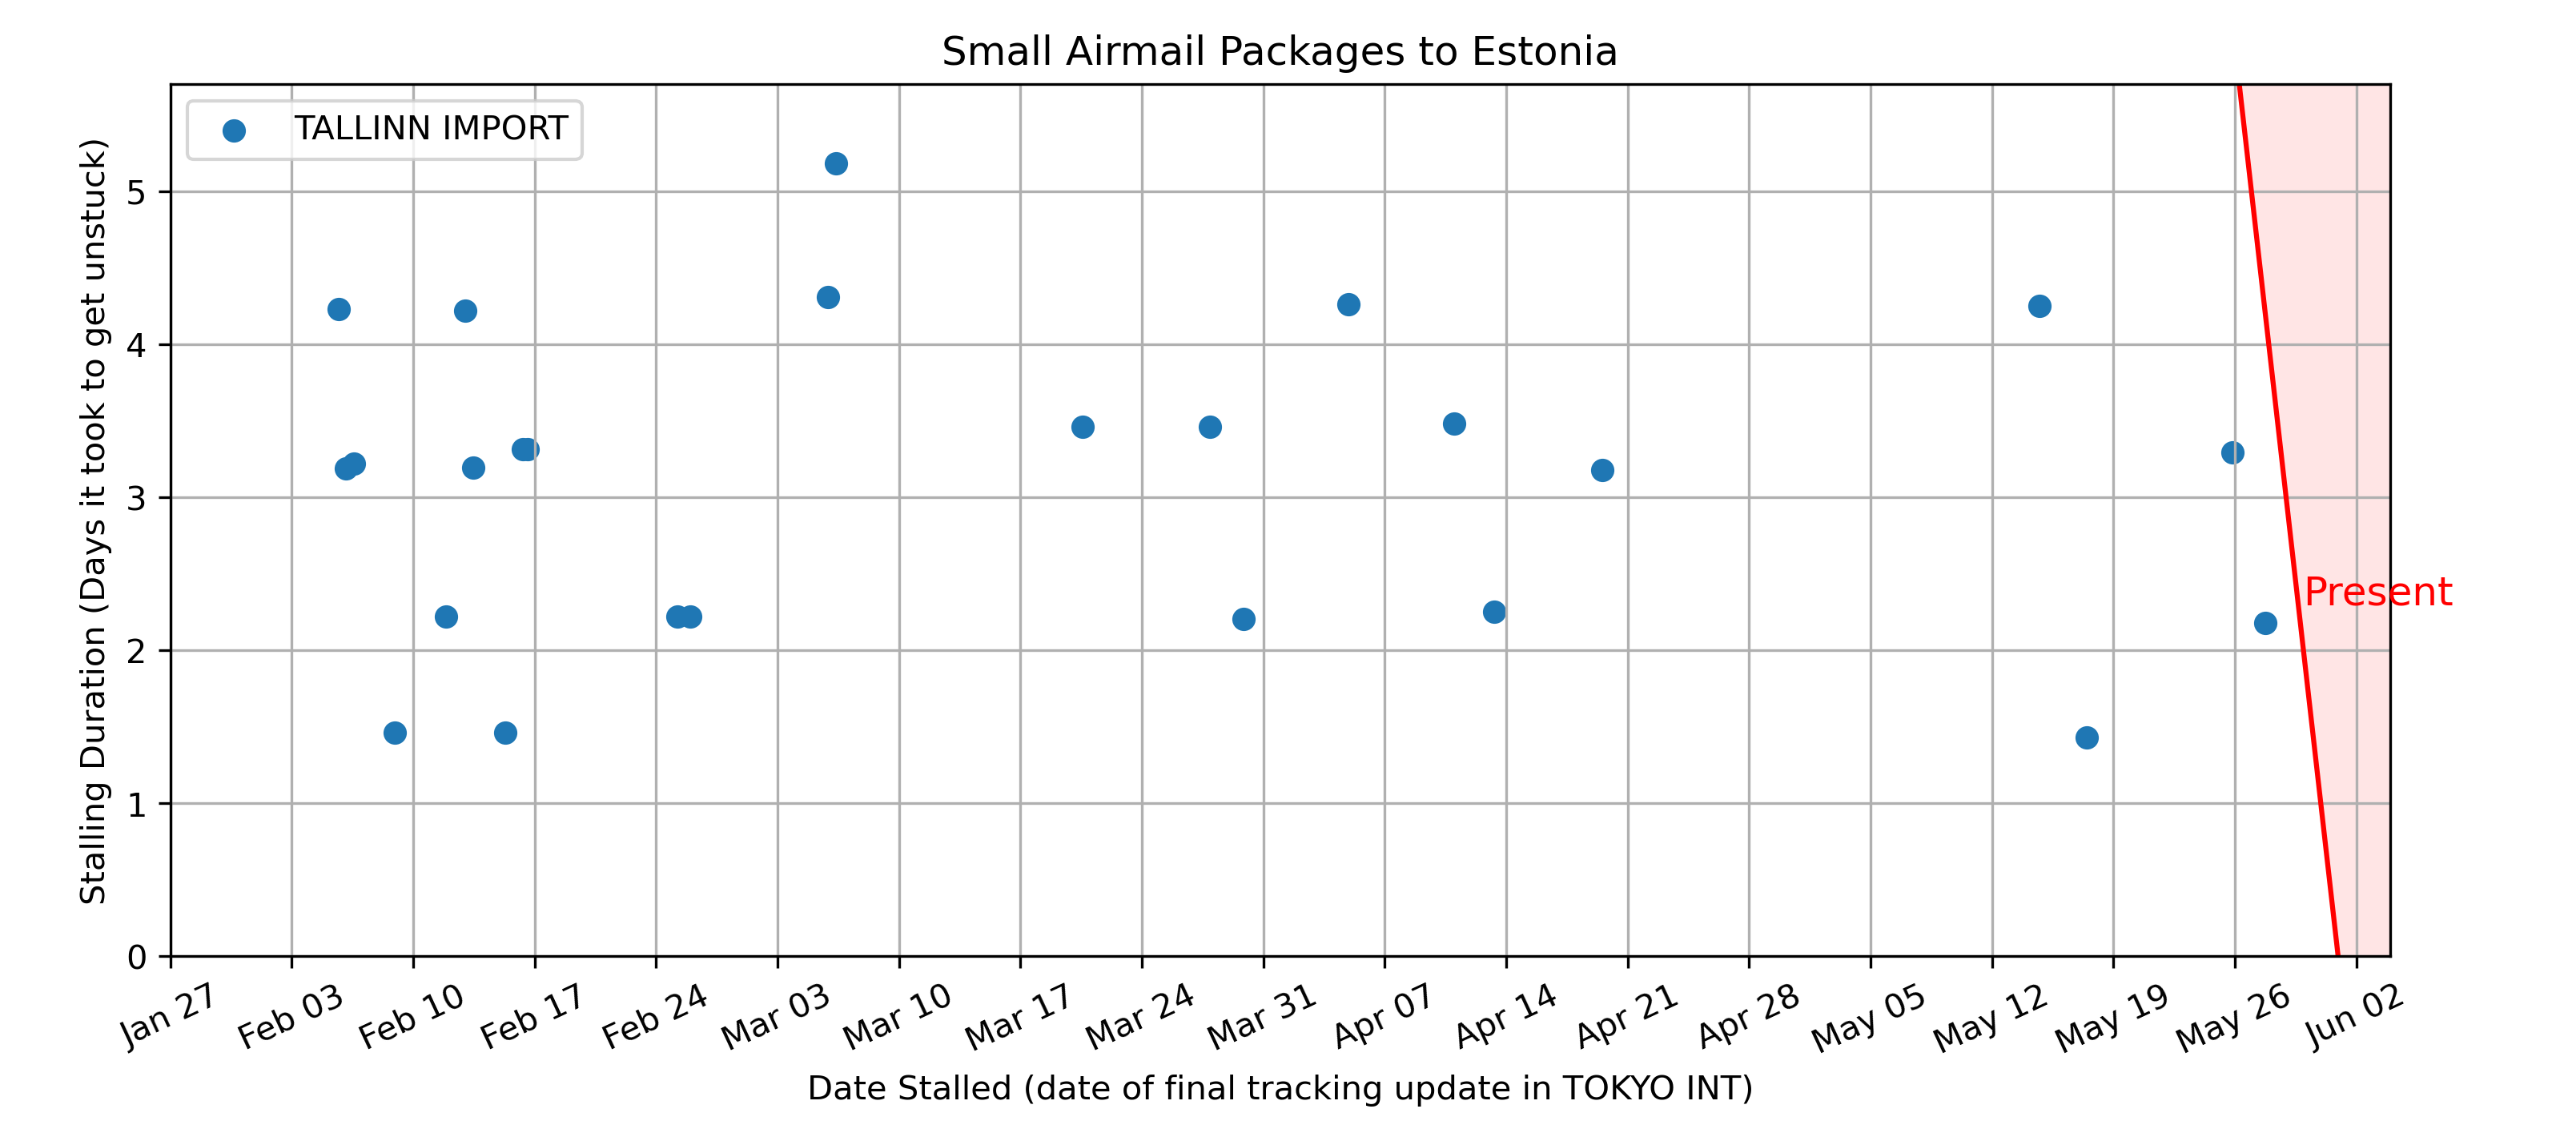 Small Airmail Packages to Estonia
TALLINN IMPORT
Stalling Duration (Days it took to get unstuck)
5
4
3
2
1
0
Present
Jan 27
Feb 03
Feb 10
Feb 17
Feb 24
Mar 03
Mar 10
Mar 17
Mar 24
Mar 31
Apr 07
Apr 14
Apr 21
Apr 28
May 05
May 12
May 19
May 26
Jun 02
Date Stalled (date of final tracking update in TOKYO INT)